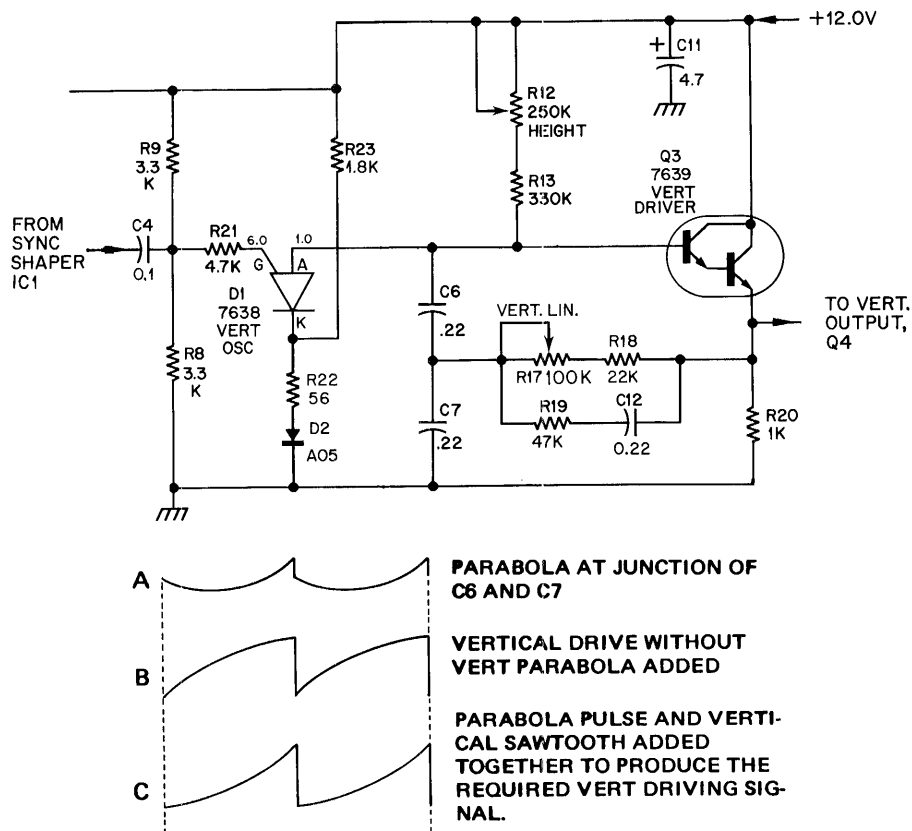 +12.0V
+
C11
4.7
R12
250K
HEIGHT
R9
3.3
K
R23
1.8K
Q3
7639
VERT
DRIVER
R13
330K
FROM
SYNC
SHAPER
IC1
C4
0.1
R21
4.7K
6.0
1.0
G
A
K
D1
7638
VERT
OSC
C6
.22
VERT. LIN.
TO VERT.
OUTPUT,
Q4
R8
3.3
K
R22
56
R17 100K
R18
22K
C7
.22
R19
47K
C12
0.22
R20
1K
D2
A05
A
PARABOLA AT JUNCTION OF
C6 AND C7
B
VERTICAL DRIVE WITHOUT
VERT PARABOLA ADDED
C
PARABOLA PULSE AND VERTI-
CAL SAWTOOTH ADDED
TOGETHER TO PRODUCE THE
REQUIRED VERT DRIVING SIG-
NAL.